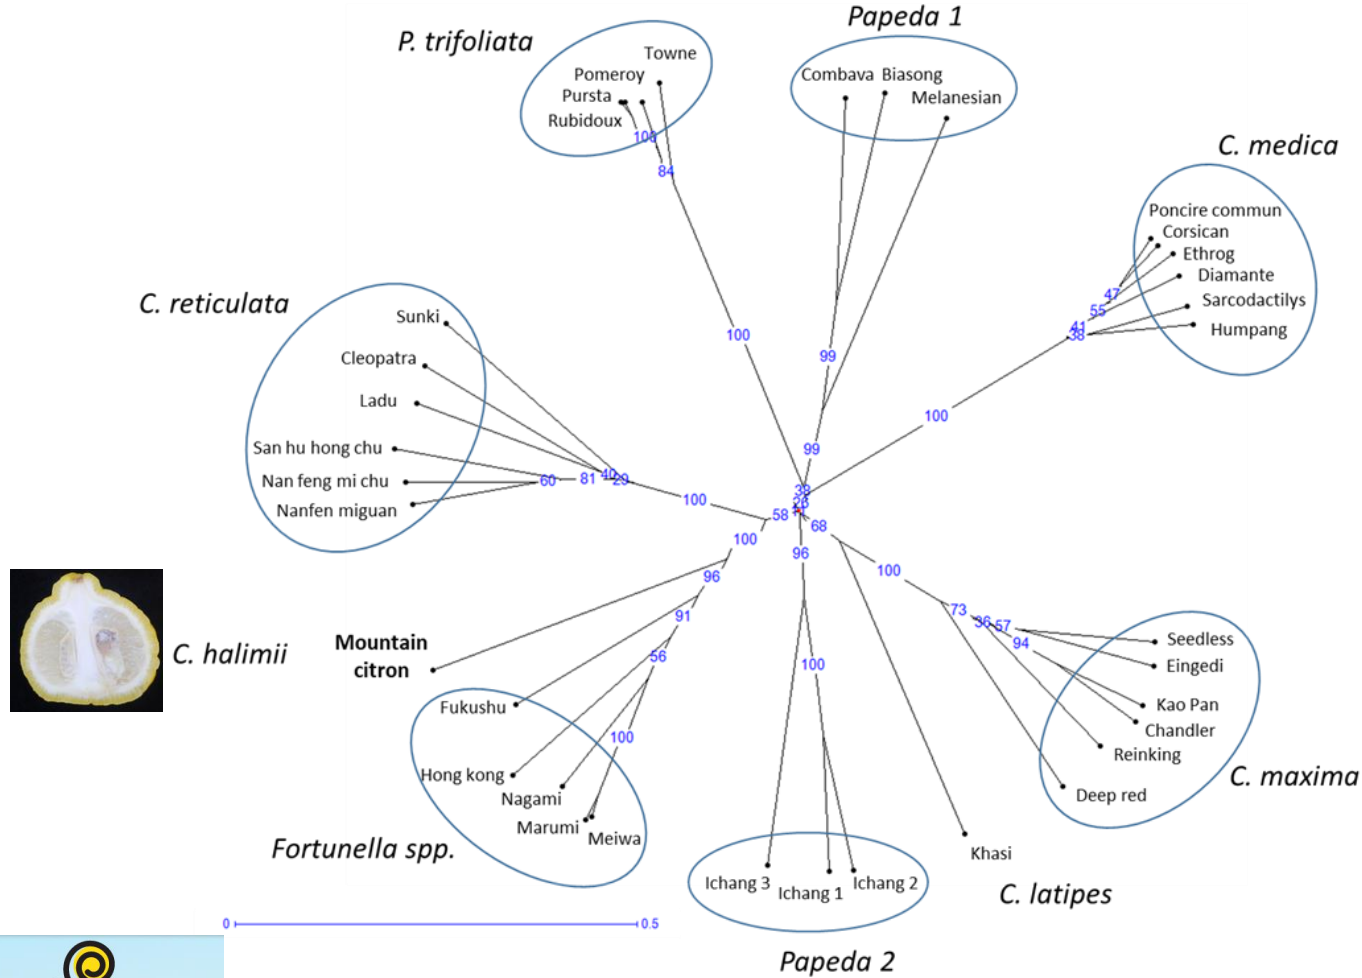 Papeda 1
P. trifoliata
Towne
Pomeroy
Pursta
Rubidoux
100
84
Combava Biasong
Melanesian
C. medica
Poncire commun
Corsican
Ethrog
Diamante
Sarcodactilys
Humpang
47
55
41
38
100
C. reticulata
Sunki
Cleopatra
Ladu
San hu hong chu
Nan feng mi chu
Nanfen miguan
60
81
40
29
100
100
99
99
58
68
96
100
96
91
56
100
C. halimii
Mountain
citron
Fukushu
Hong kong
Nagami
Marumi
Meiwa
Fortunella spp.
100
73
36
57
94
Seedless
Eingedi
Kao Pan
Chandler
Reinking
Deep red
C. maxima
Khasi
C. latipes
100
Ichang 3
Ichang 1
Ichang 2
Papeda 2
0
0.5